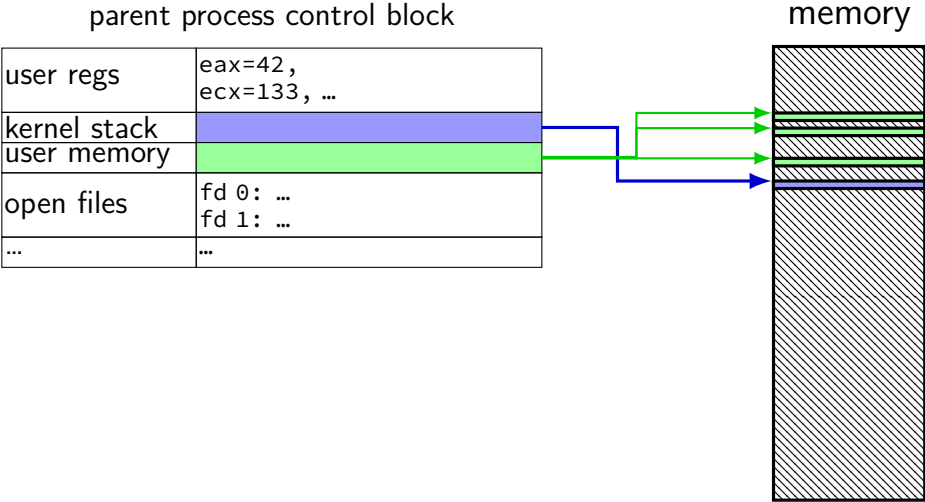 parent process control block
memory
user regs
eax=42,
ecx=133, …
kernel stack
user memory
open files
fd 0: …
fd 1: …
…
…